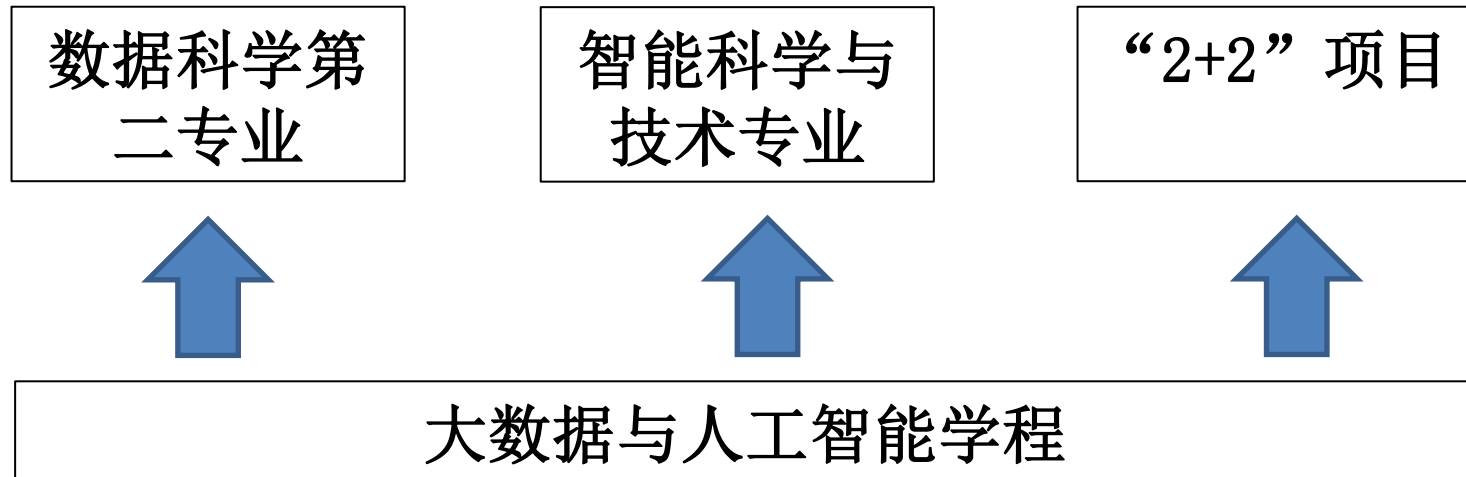 数据科学第
二专业
智能科学与
技术专业
“2+2”项目
大数据与人工智能学程